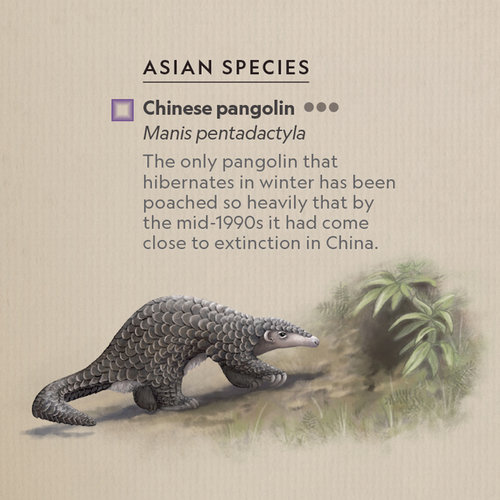 ASIAN SPECIES
Chinese pangolin
Manis pentadactyla
The only pangolin that
hibernates in winter has been
poached so heavily that by
the mid-1990s it had come
close to extinction in China.